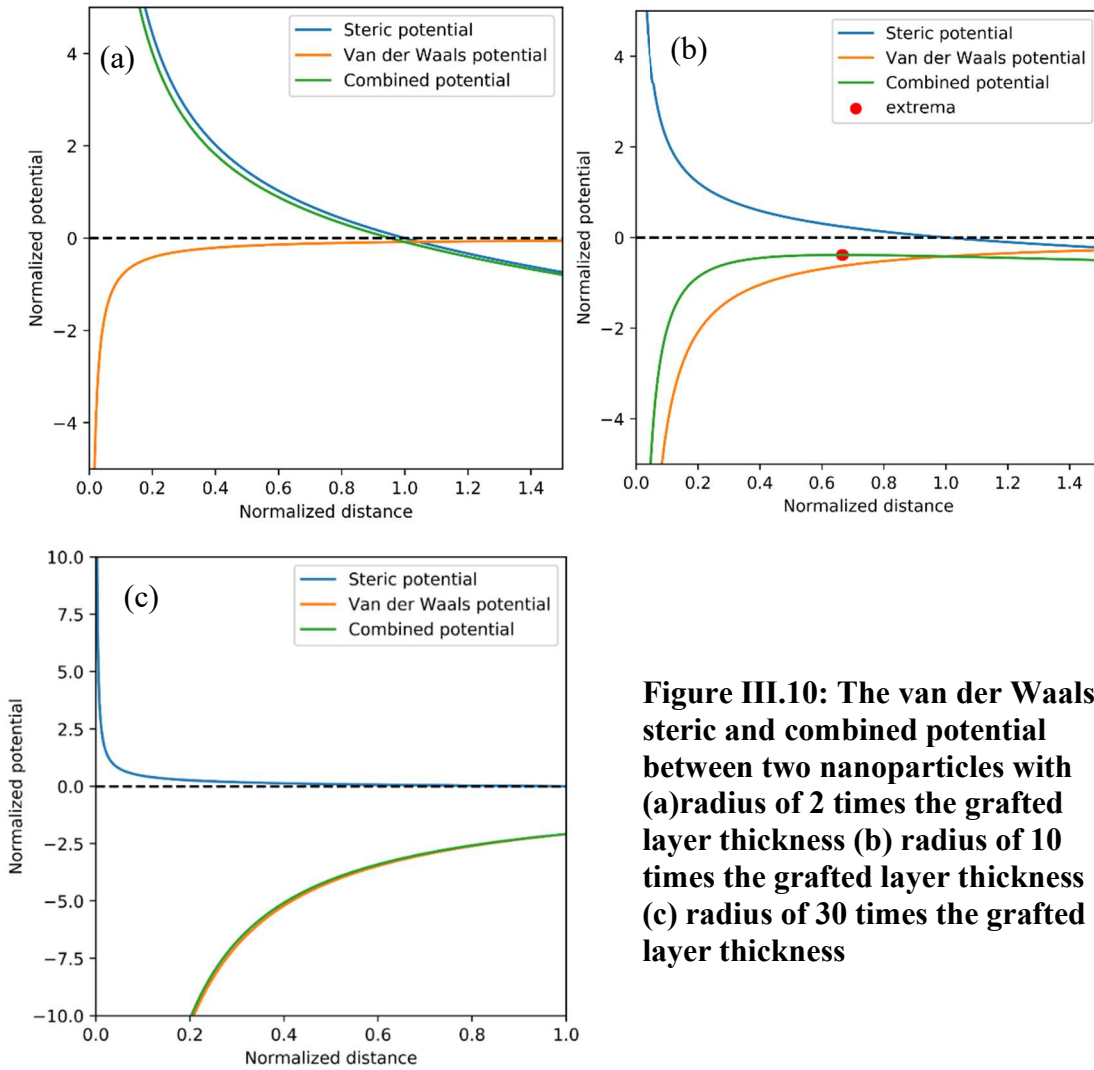 (a)
Steric potential
Van der Waals potential
Combined potential
Normalized potential
4
2
0
−2
−4
0.0 0.2 0.4 0.6 0.8 1.0 1.2 1.4
Normalized distance
(b)
Steric potential
Van der Waals potential
Combined potential
extrema
Normalized potential
4
2
0
−2
−4
0.0 0.2 0.4 0.6 0.8 1.0 1.2 1.4
Normalized distance
(c)
Steric potential
Van der Waals potential
Combined potential
Normalized potential
10.0
7.5
5.0
2.5
0.0
−2.5
−5.0
−7.5
−10.0
0.0 0.2 0.4 0.6 0.8 1.0
Normalized distance
Figure III.10: The van der Waals
steric and combined potential
between two nanoparticles with
(a)radius of 2 times the grafted
layer thickness (b) radius of 10
times the grafted layer thickness
(c) radius of 30 times the grafted
layer thickness